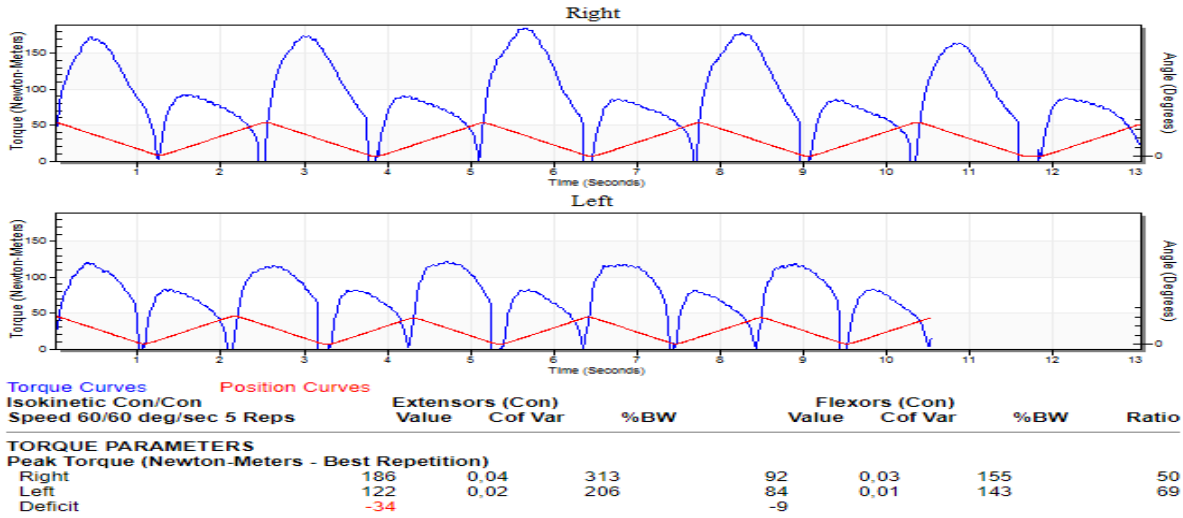 Right
Torque (Newton-Meters)
150
100
50
0
Angle (Degrees)
0
1 2 3 4 5 6 7 8 9 10 11 12 13
Time (Seconds)
Left
Torque (Newton-Meters)
150
100
50
0
Angle (Degrees)
0
1 2 3 4 5 6 7 8 9 10 11 12 13
Time (Seconds)
Torque Curves Position Curves
Isokinetic Con/Con Extensors (Con) Flexors (Con)
Speed 60/60 deg/sec 5 Reps Value Cof Var %BW Value Cof Var %BW Ratio
TORQUE PARAMETERS
Peak Torque (Newton-Meters - Best Repetition)
Right 186 0,04 313 92 0,03 155 50
Left 122 0,02 206 84 0,01 143 69
Deficit -34 -9